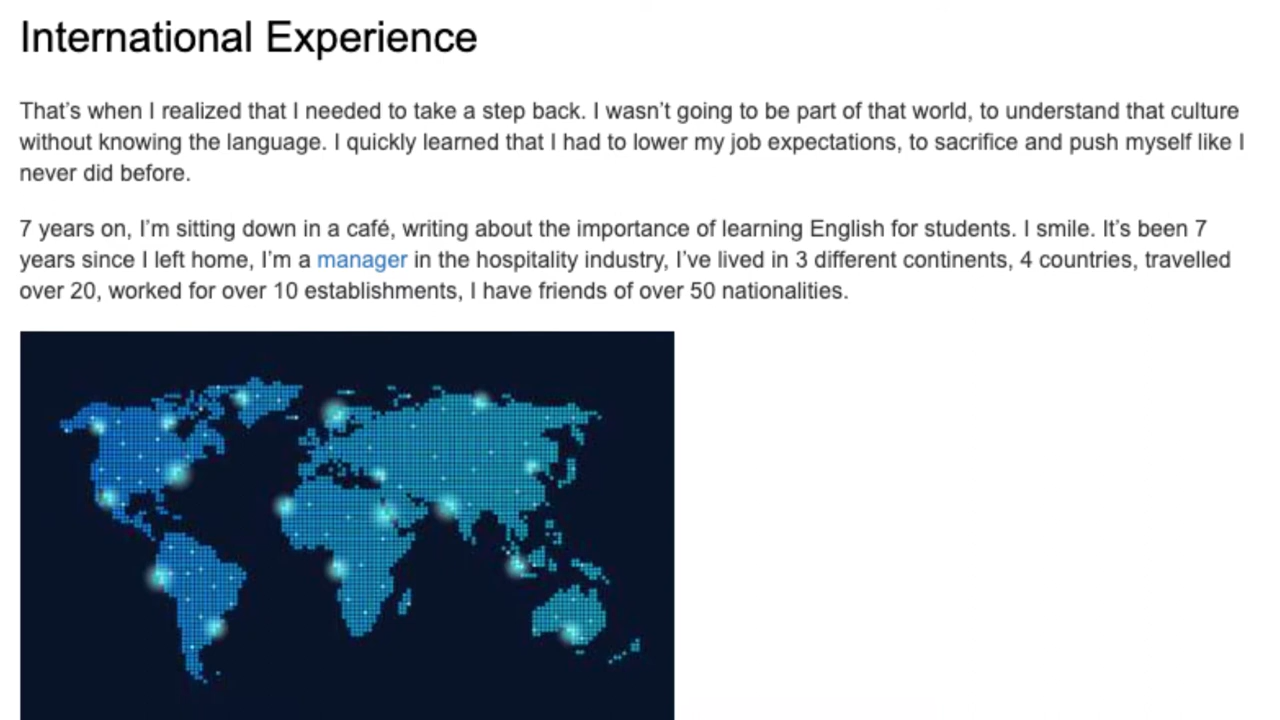 International Experience
That’s when I realized that I needed to take a step back. I wasn’t going to be part of that world, to understand that culture
without knowing the language. I quickly learned that I had to lower my job expectations, to sacrifice and push myself like I
never did before.
7 years on, I’m sitting down in a café, writing about the importance of learning English for students. I smile. It’s been 7
years since I left home, I’m a manager in the hospitality industry, I’ve lived in 3 different continents, 4 countries, travelled
over 20, worked for over 10 establishments, I have friends of over 50 nationalities.